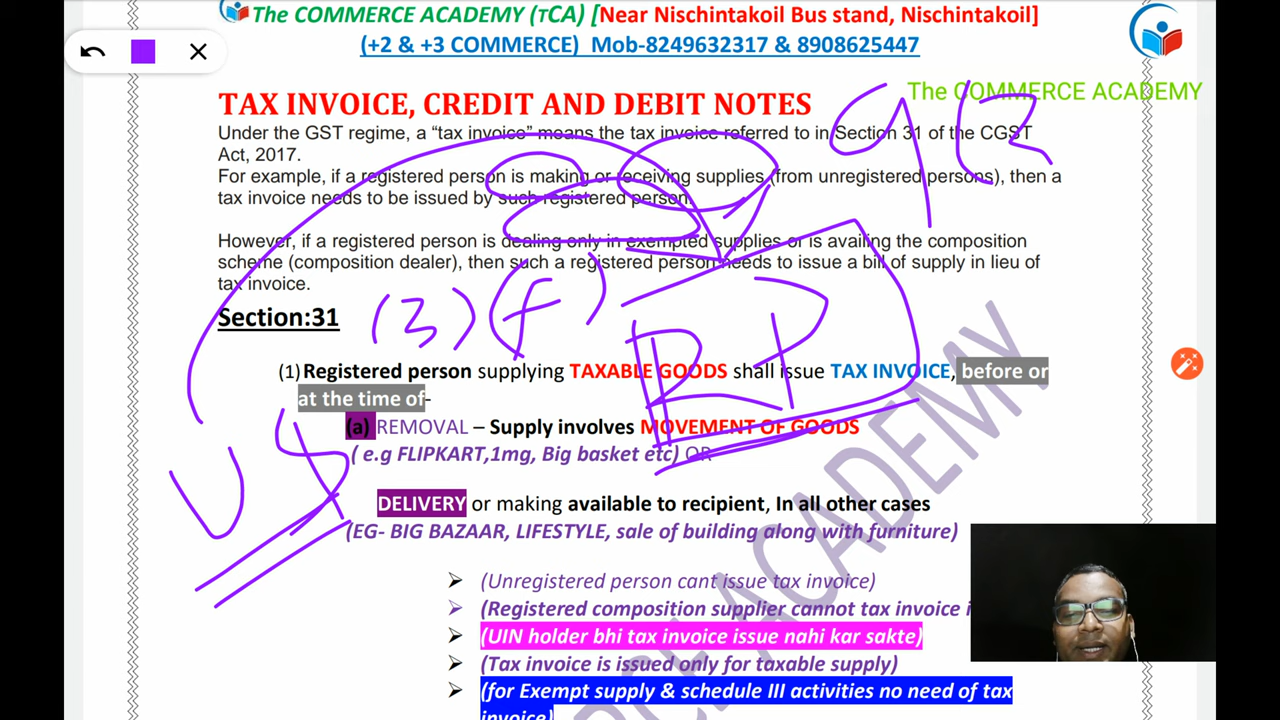 The COMMERCE ACADEMY (TCA) [Near Nischintakoil Bus stand, Nischintakoil]
(+2 & +3 COMMERCE) Mob-8249632317 & 8908625447
The COMMERCE ACADEMY
TAX INVOICE, CREDIT AND DEBIT NOTES
9(3
Under the GST regime, a “tax invoice” means the tax invoice referred to in Section 31 of the CGST
Act, 2017.
For example, if a registered person is making or receiving supplies (from unregistered persons), then a
tax invoice needs to be issued by such registered person.
However, if a registered person is dealing only in exempted supplies or is availing the composition
scheme (composition dealer), then such a registered person needs to issue a bill of supply in lieu of
tax invoice.
Section:31
(3)(f)
RP
(1) Registered person supplying TAXABLE GOODS shall issue TAX INVOICE, before or
at the time of-
(a) REMOVAL – Supply involves MOVEMENT OF GOODS
( e.g FLIPKART,1mg, Big basket etc) OR
DELIVERY or making available to recipient, In all other cases
(EG- BIG BAZAAR, LIFESTYLE, sale of building along with furniture)
➢ (Unregistered person cant issue tax invoice)
➢ (Registered composition supplier cannot tax invoice
➢ (UIN holder bhi tax invoice issue nahi kar sakte)
➢ (Tax invoice is issued only for taxable supply)
➢ (for Exempt supply & schedule III activities no need of tax
invoice)